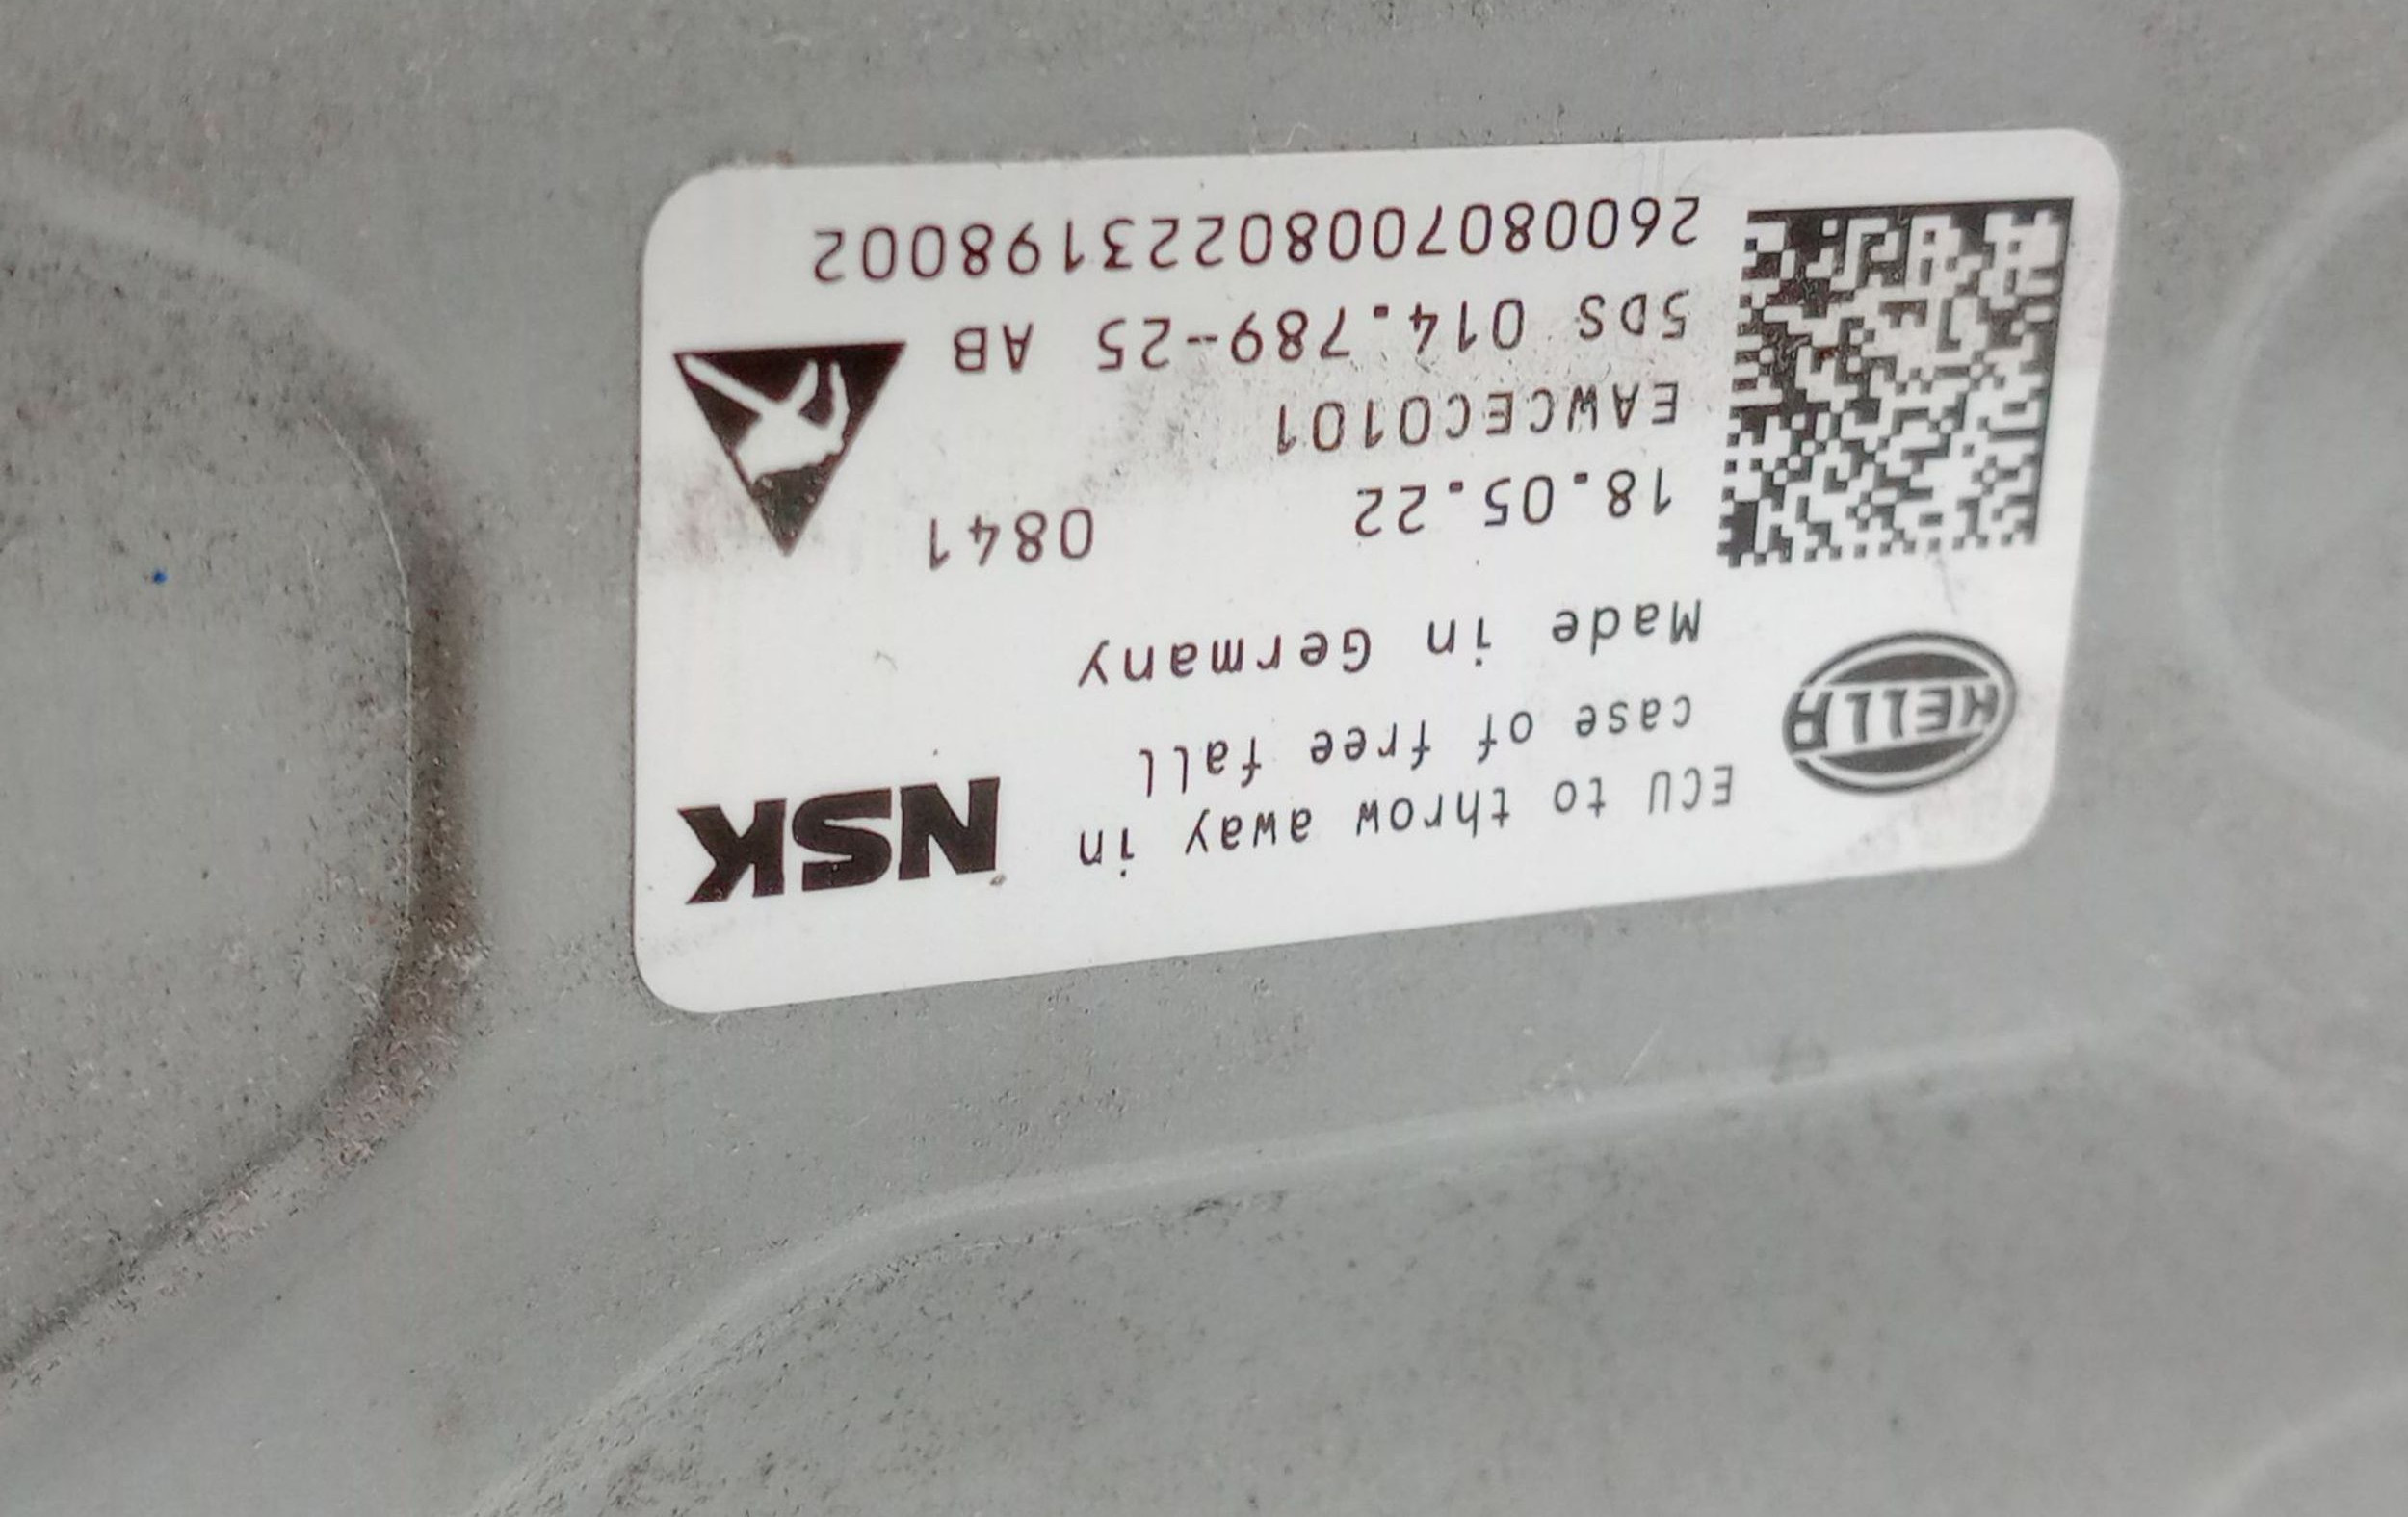 HELLA
ECU to throw away in
case of free fall
NSK
Made in Germany
18.05.22 0841
EAWCEC0101
5DS 014.789-25 AB
26008070080223198002